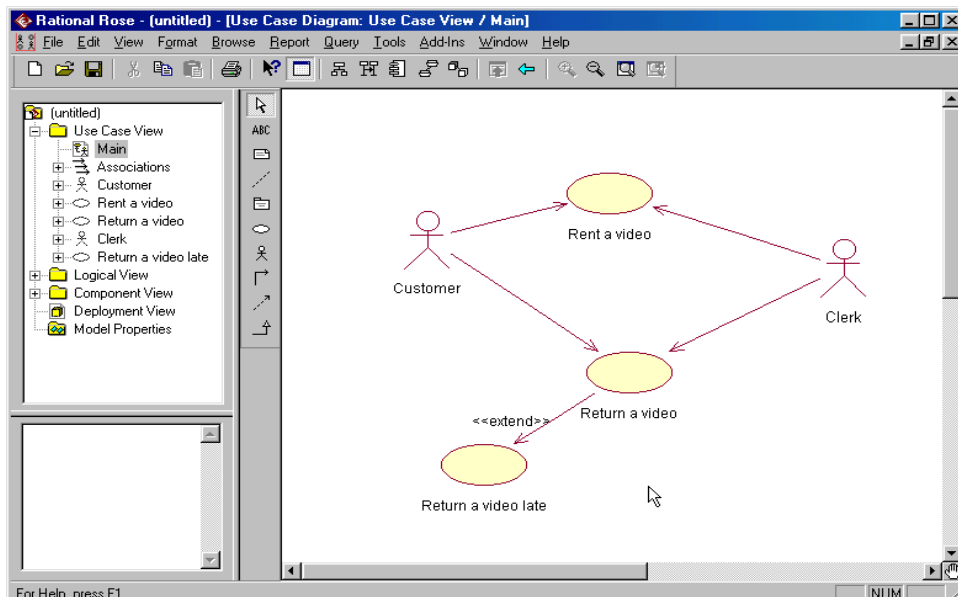 Rational Rose - (untitled) - [Use Case Diagram: Use Case View / Main]
File Edit View Format Browse Report Query Tools Add-Ins Window Help
(untitled)
Use Case View
Main
Associations
Customer
Rent a video
Return a video
Clerk
Return a video late
Logical View
Component View
Deployment View
Model Properties
ABC
Rent a video
Customer
Clerk
Return a video
<<extend>>
Return a video late
For Help, press F1
NUM